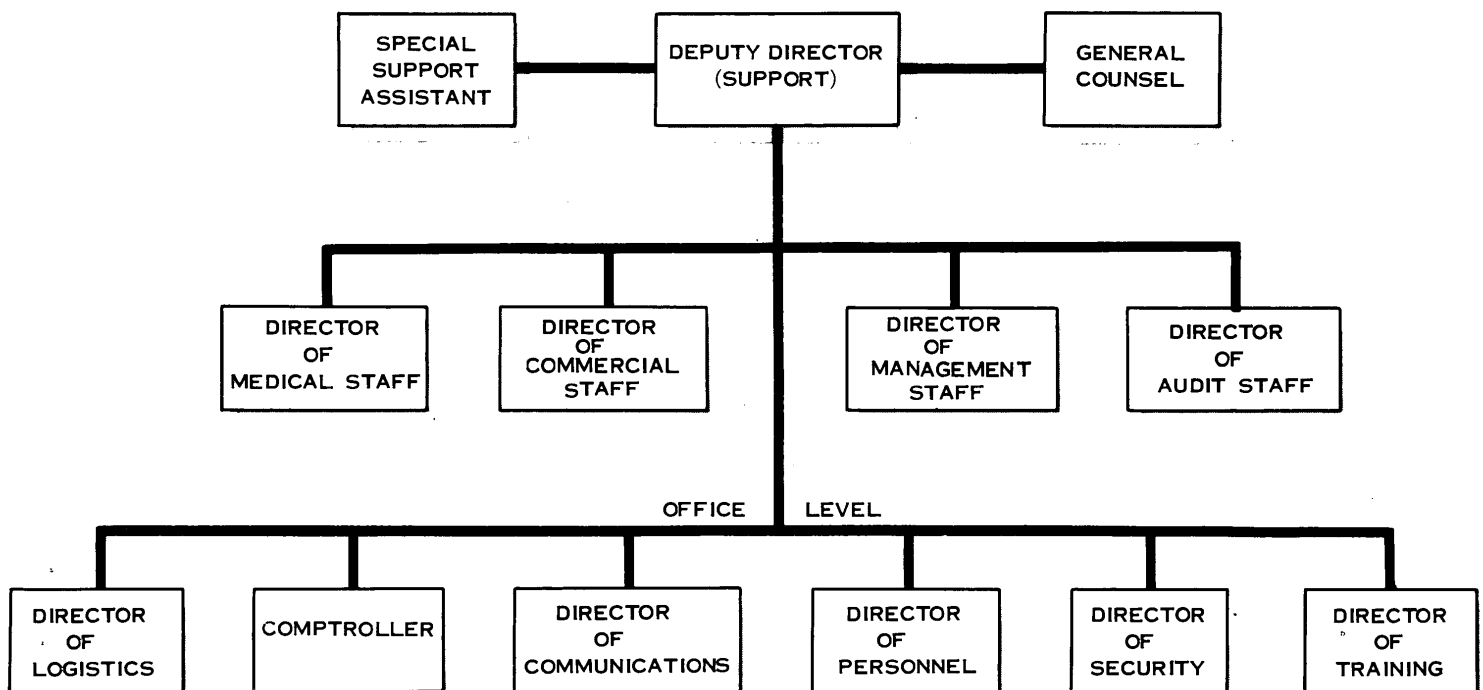 SPECIAL
SUPPORT
ASSISTANT
DEPUTY DIRECTOR
(SUPPORT)
GENERAL
COUNSEL
DIRECTOR
OF
MEDICAL STAFF
DIRECTOR
OF
COMMERCIAL
STAFF
DIRECTOR
OF
MANAGEMENT
STAFF
DIRECTOR
OF
AUDIT STAFF
OFFICE LEVEL
DIRECTOR
OF
LOGISTICS
COMPTROLLER
DIRECTOR
OF
COMMUNICATIONS
DIRECTOR
OF
PERSONNEL
DIRECTOR
OF
SECURITY
DIRECTOR
OF
TRAINING